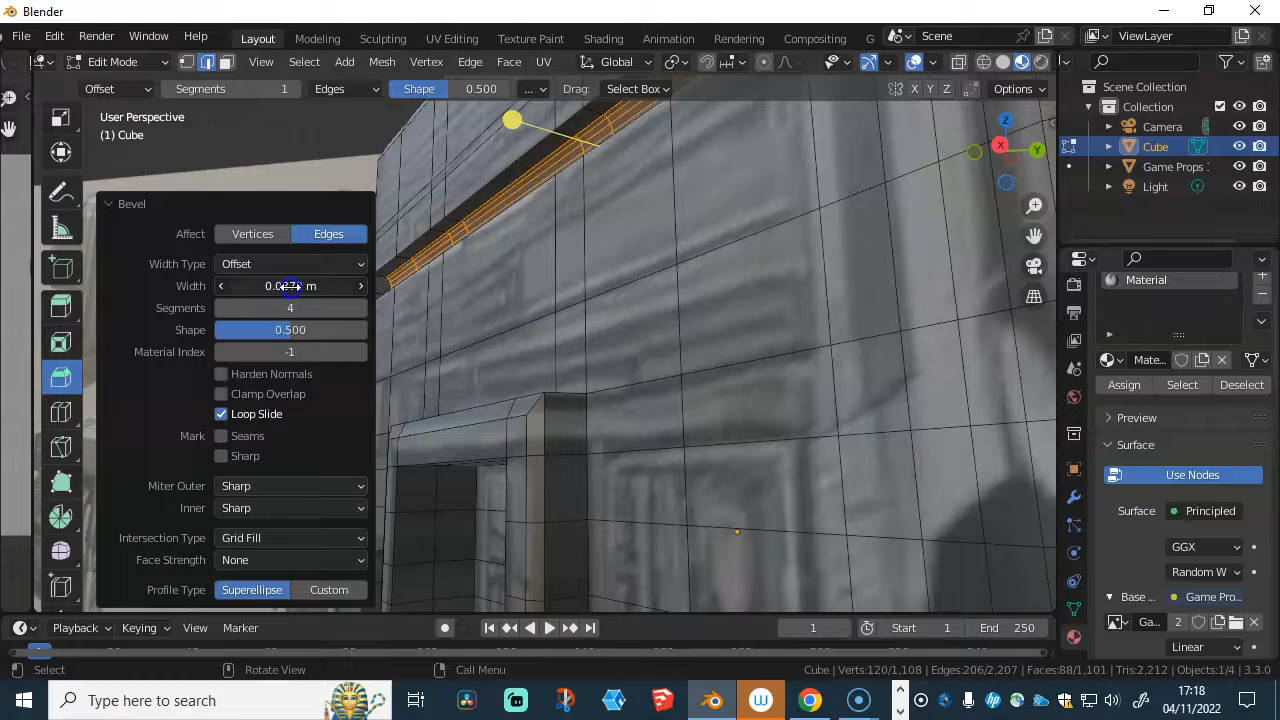 Blender
File Edit Render Window Help Layout Modeling Sculpting UV Editing Texture Paint Shading Animation Rendering Compositing G Scene ViewLayer
Edit Mode View Select Add Mesh Vertex Edge Face UV Global
Offset Segments 1 Edges Shape 0.500 ... Drag: Select Box X Y Z Options
User Perspective
(1) Cube
Z
X
Y
Bevel
Affect Vertices Edges
Width Type Offset
Width m
Segments 4
Shape 0.500
Material Index -1
Harden Normals
Clamp Overlap
Loop Slide
Mark Seams
Sharp
Miter Outer Sharp
Inner Sharp
Intersection Type Grid Fill
Face Strength None
Profile Type Superellipse Custom
Scene Collection
Collection
Camera
Cube
Game Props
Light
Material
Mate...
Assign Select Deselect
Preview
Surface
Use Nodes
Surface Principled
GGX
Random W
Base ... Game Pro...
Ga... 2
Linear
Playback Keying View Marker 1 Start 1 End 250
Select Rotate View Call Menu Cube | Verts:120/1,108 | Edges:206/2,207 | Faces:88/1,101 | Tris:2,212 | Objects:1/4 | 3.3.0
Type here to search
17:18
04/11/2022